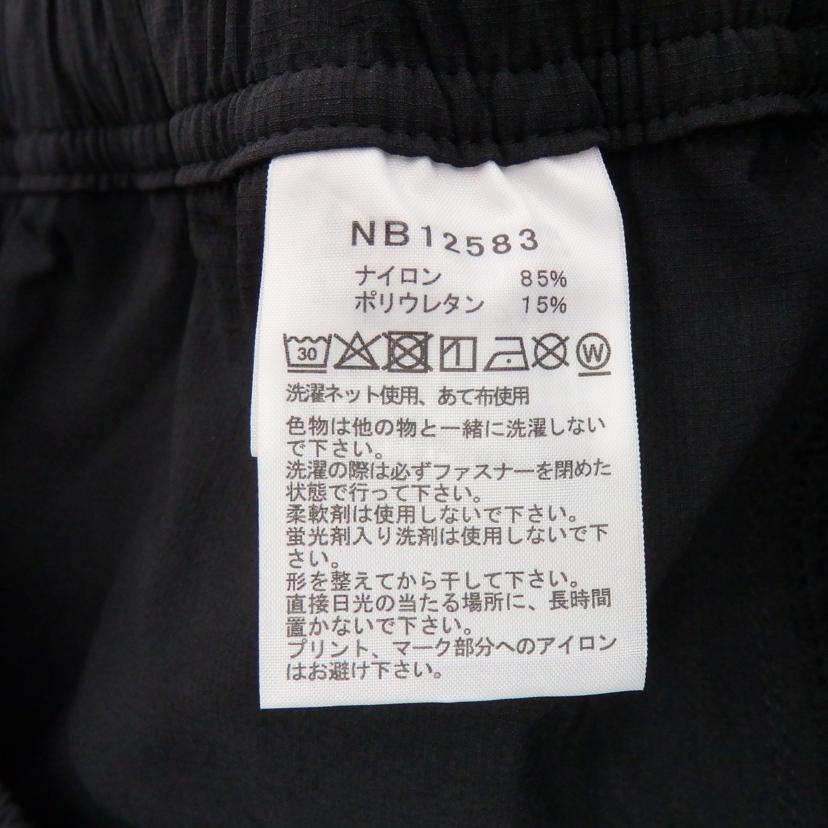 NB12583
ナイロン 85%
ポリウレタン 15%
30 W
洗濯ネット使用、あて布使用
色物は他の物と一緒に洗濯しない
で下さい。
洗濯の際は必ずファスナーを閉めた
状態で行って下さい。
柔軟剤は使用しないで下さい。
蛍光剤入り洗剤は使用しないで下
さい。
形を整えてから干して下さい。
直接日光の当たる場所に、長時間
置かないで下さい。
プリント、マーク部分へのアイロン
はお避け下さい。